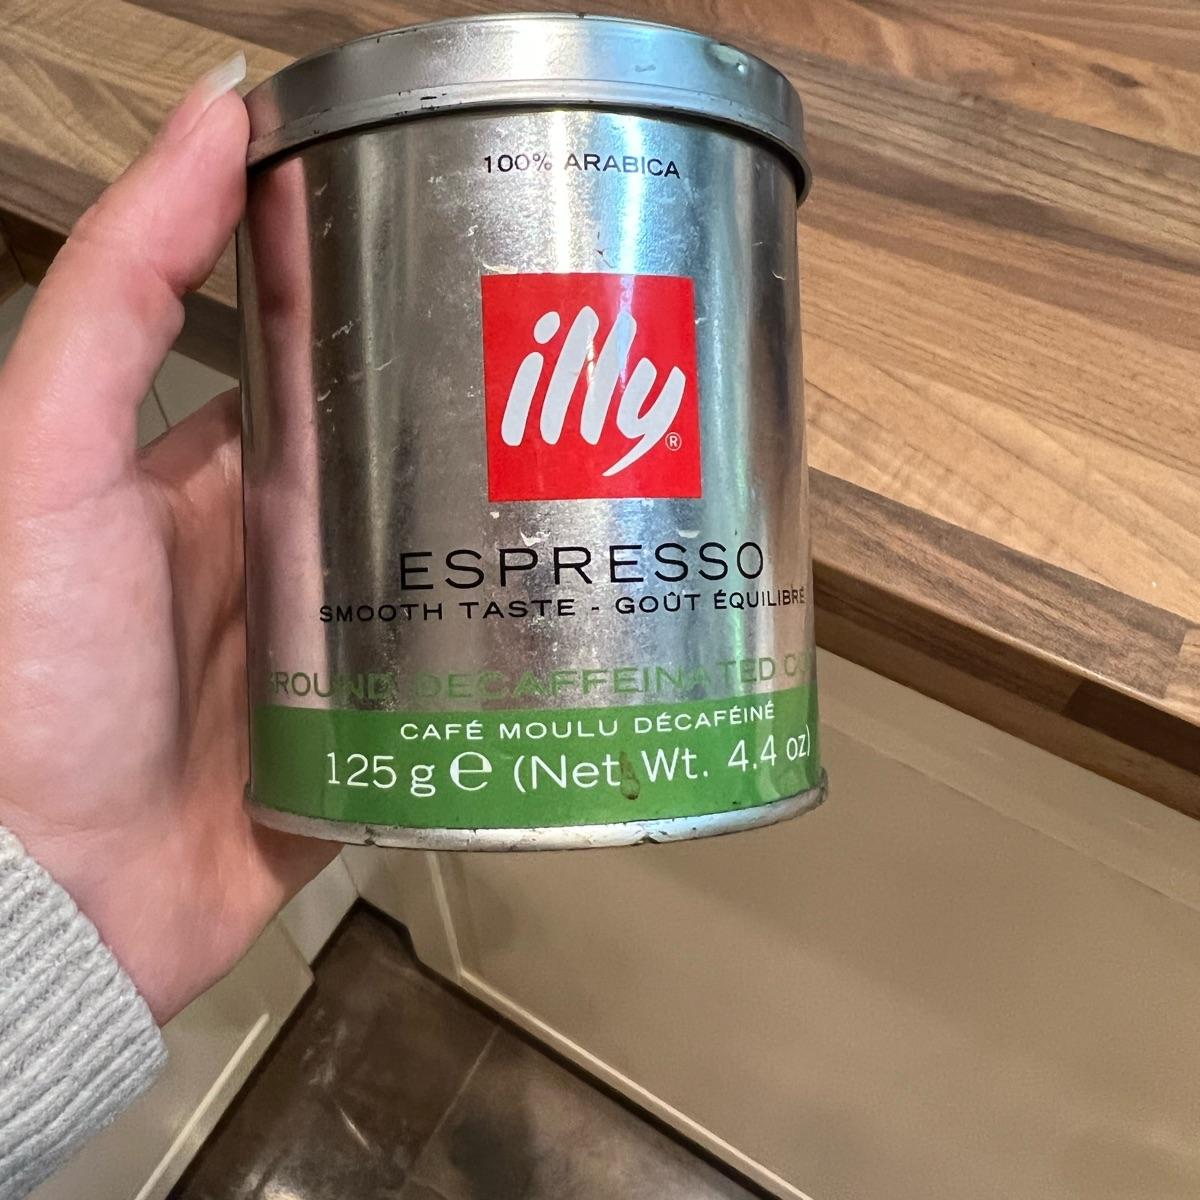 100% ARABICA
illy®
ESPRESSO
SMOOTH TASTE - GOÛT ÉQUILIBRÉ
DECAFFEINATED
CAFÉ MOULU DÉCAFÉINÉ
125 g ℮ (Net Wt. 4.4 oz)